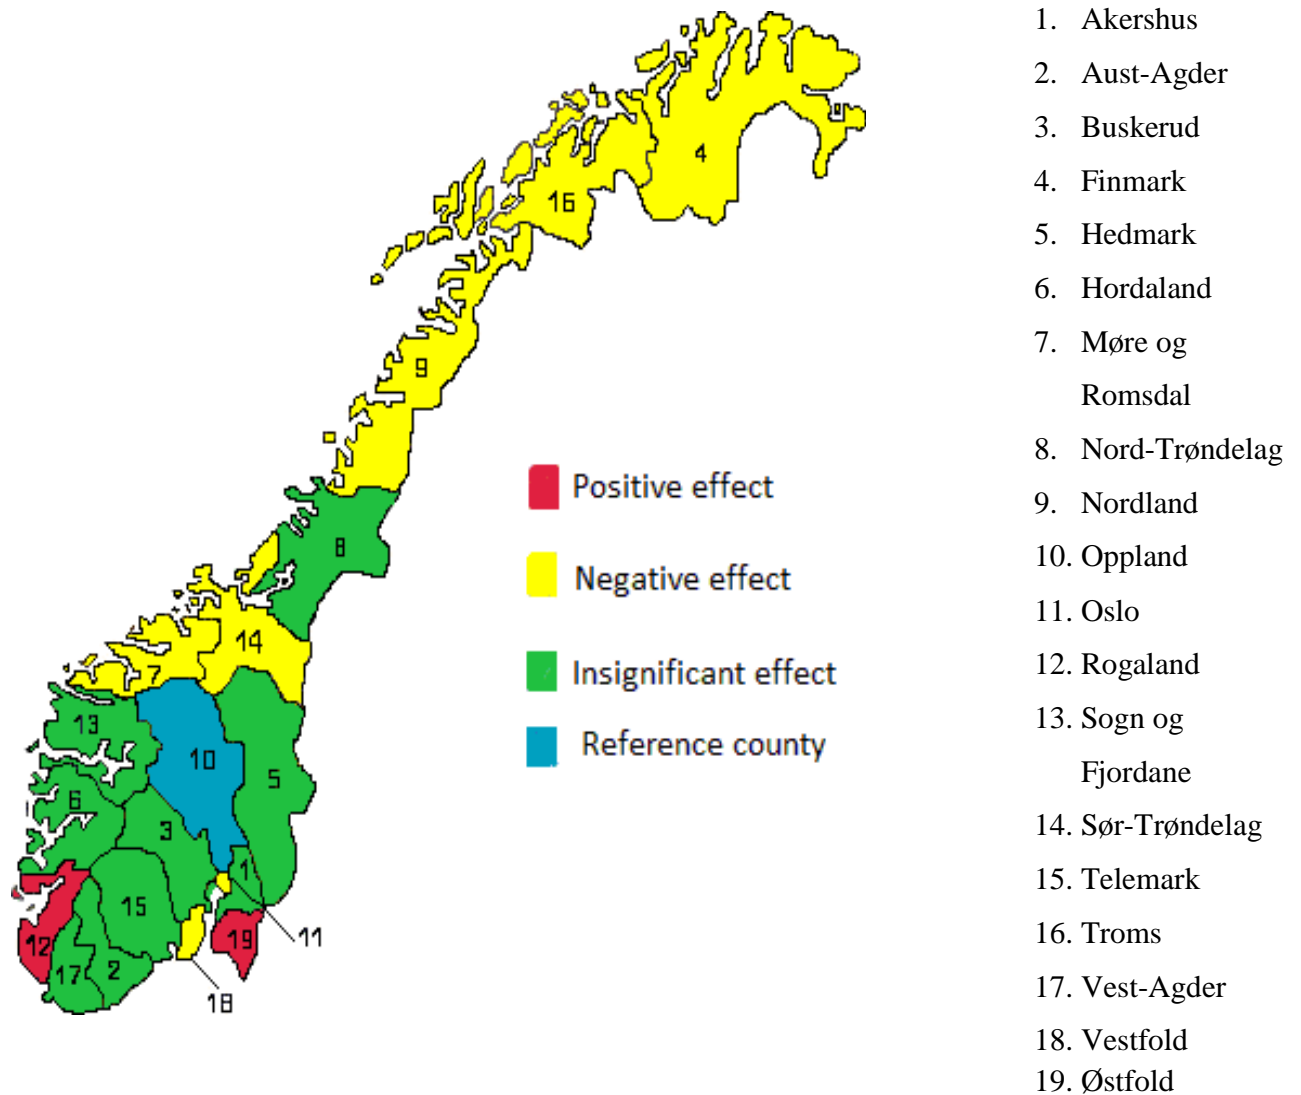 4
16
9
8
14
7
13
10
5
6
3
1
15
12
19
11
17
2
18
Positive effect
Negative effect
Insignificant effect
Reference county
1. Akershus
2. Aust-Agder
3. Buskerud
4. Finmark
5. Hedmark
6. Hordaland
7. Møre og
Romsdal
8. Nord-Trøndelag
9. Nordland
10. Oppland
11. Oslo
12. Rogaland
13. Sogn og
Fjordane
14. Sør-Trøndelag
15. Telemark
16. Troms
17. Vest-Agder
18. Vestfold
19. Østfold